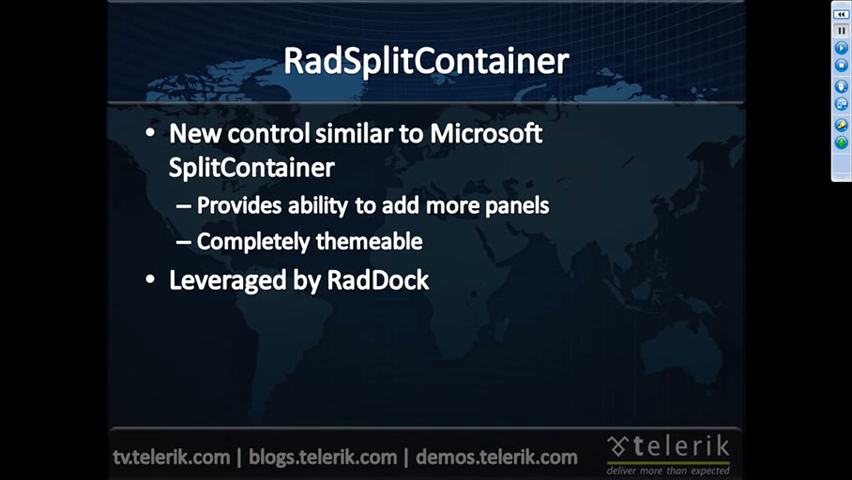 RadSplitContainer
• New control similar to Microsoft
SplitContainer
– Provides ability to add more panels
– Completely themeable
• Leveraged by RadDock
tv.telerik.com | blogs.telerik.com | demos.telerik.com
telerik
deliver more than expected